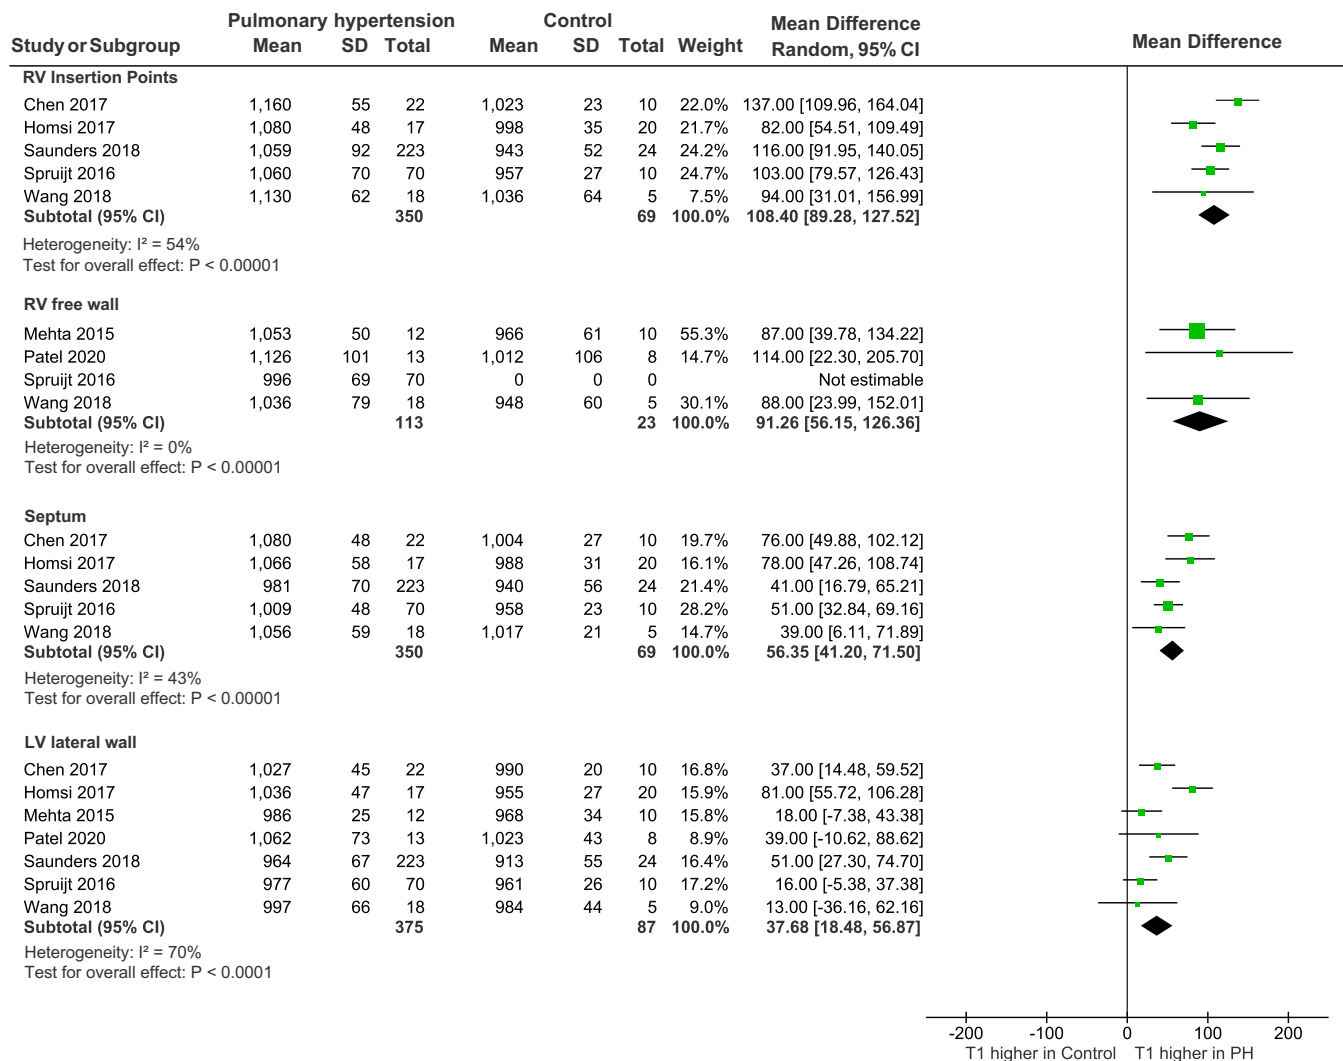 Pulmonary hypertension Control Mean Difference
Study or Subgroup Mean SD Total Mean SD Total Weight Random, 95% CI Mean Difference
RV Insertion Points
Chen 2017 1,160 55 22 1,023 23 10 22.0% 137.00 [109.96, 164.04]
Homsi 2017 1,080 48 17 998 35 20 21.7% 82.00 [54.51, 109.49]
Saunders 2018 1,059 92 223 943 52 24 24.2% 116.00 [91.95, 140.05]
Spruijt 2016 1,060 70 70 957 27 10 24.7% 103.00 [79.57, 126.43]
Wang 2018 1,130 62 18 1,036 64 5 7.5% 94.00 [31.01, 156.99]
Subtotal (95% CI) 350 69 100.0% 108.40 [89.28, 127.52]
Heterogeneity: I² = 54%
Test for overall effect: P < 0.00001
RV free wall
Mehta 2015 1,053 50 12 966 61 10 55.3% 87.00 [39.78, 134.22]
Patel 2020 1,126 101 13 1,012 106 8 14.7% 114.00 [22.30, 205.70]
Spruijt 2016 996 69 70 0 0 0 Not estimable
Wang 2018 1,036 79 18 948 60 5 30.1% 88.00 [23.99, 152.01]
Subtotal (95% CI) 113 23 100.0% 91.26 [56.15, 126.36]
Heterogeneity: I² = 0%
Test for overall effect: P < 0.00001
Septum
Chen 2017 1,080 48 22 1,004 27 10 19.7% 76.00 [49.88, 102.12]
Homsi 2017 1,066 58 17 988 31 20 16.1% 78.00 [47.26, 108.74]
Saunders 2018 981 70 223 940 56 24 21.4% 41.00 [16.79, 65.21]
Spruijt 2016 1,009 48 70 958 23 10 28.2% 51.00 [32.84, 69.16]
Wang 2018 1,056 59 18 1,017 21 5 14.7% 39.00 [6.11, 71.89]
Subtotal (95% CI) 350 69 100.0% 56.35 [41.20, 71.50]
Heterogeneity: I² = 43%
Test for overall effect: P < 0.00001
LV lateral wall
Chen 2017 1,027 45 22 990 20 10 16.8% 37.00 [14.48, 59.52]
Homsi 2017 1,036 47 17 955 27 20 15.9% 81.00 [55.72, 106.28]
Mehta 2015 986 25 12 968 34 10 15.8% 18.00 [-7.38, 43.38]
Patel 2020 1,062 73 13 1,023 43 8 8.9% 39.00 [-10.62, 88.62]
Saunders 2018 964 67 223 913 55 24 16.4% 51.00 [27.30, 74.70]
Spruijt 2016 977 60 70 961 26 10 17.2% 16.00 [-5.38, 37.38]
Wang 2018 997 66 18 984 44 5 9.0% 13.00 [-36.16, 62.16]
Subtotal (95% CI) 375 87 100.0% 37.68 [18.48, 56.87]
Heterogeneity: I² = 70%
Test for overall effect: P < 0.0001
-200 -100 0 100 200
T1 higher in Control T1 higher in PH